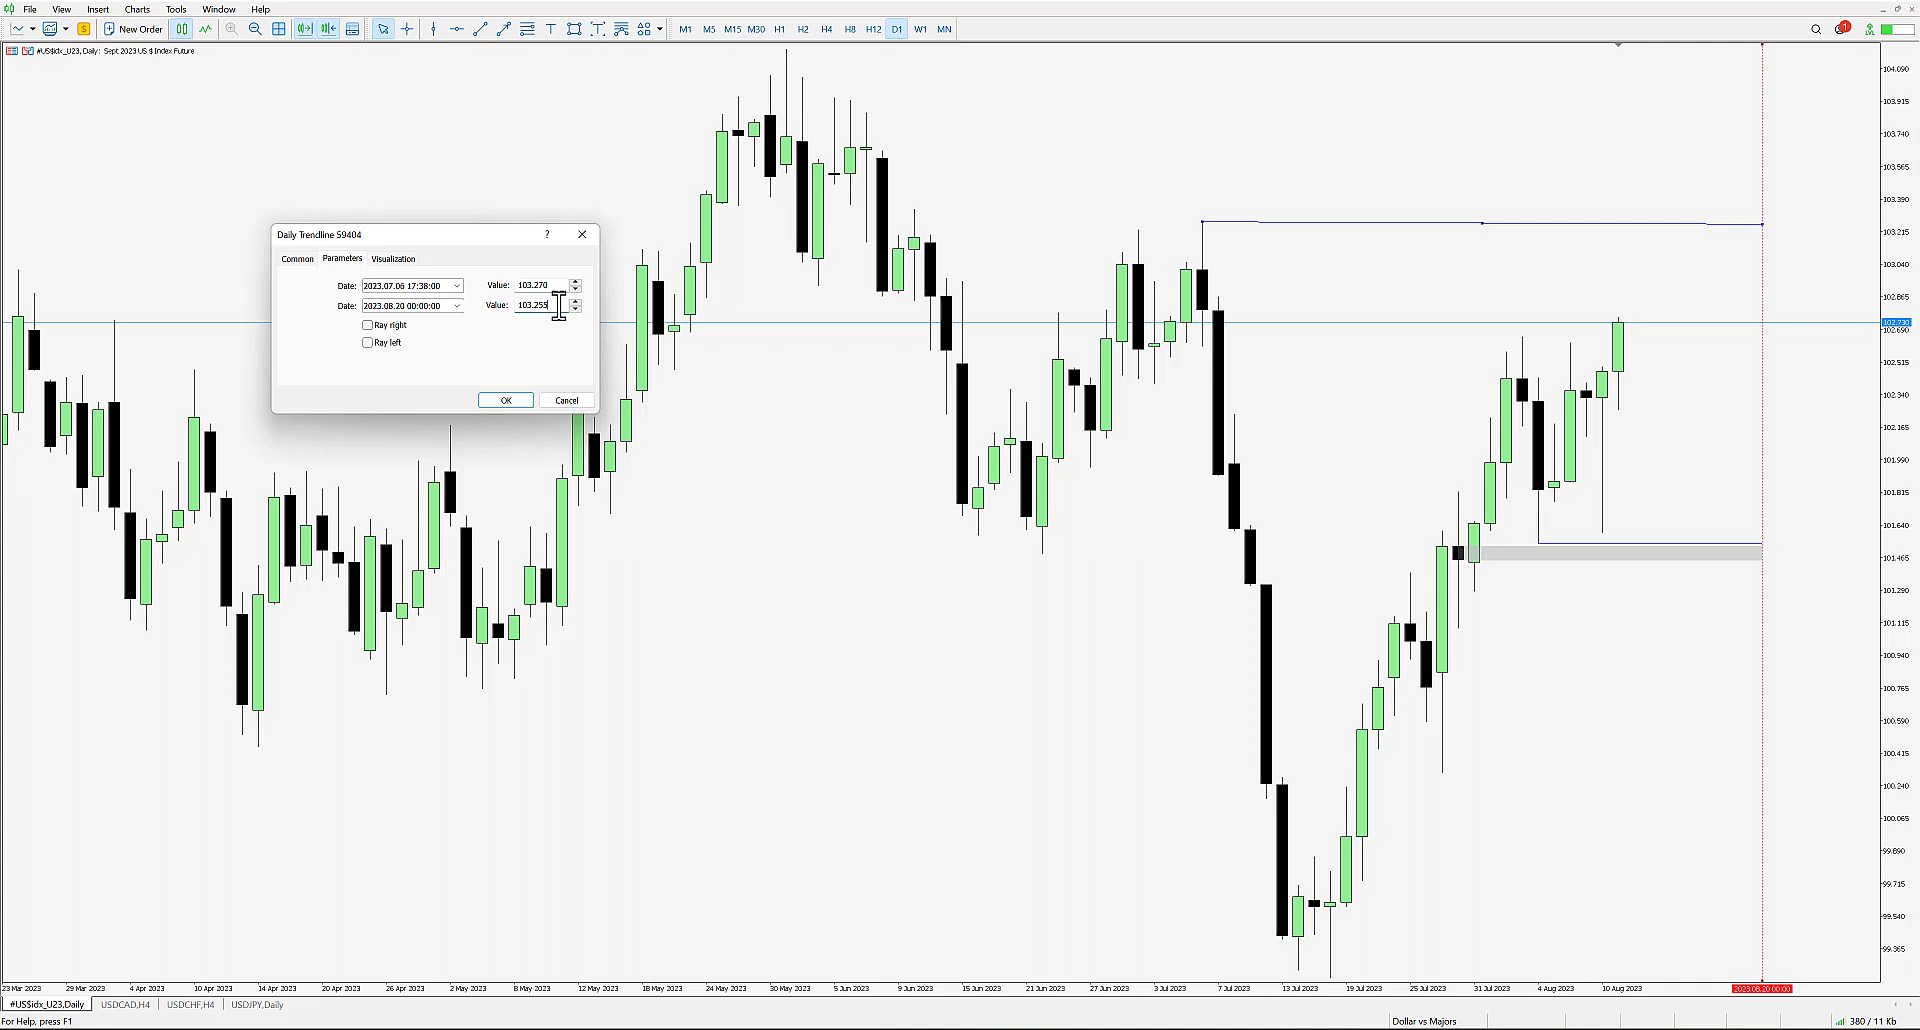 File View Insert Charts Tools Window Help
New Order M1 M5 M15 M30 H1 H2 H4 H8 H12 D1 W1 MN 1 LVL
#US$idx_U23, Daily: Sept 2023 US $ Index Future
104.090
103.915
103.740
103.565
103.390
103.215
103.040
102.865
102.730
102.690
102.515
102.340
102.165
101.990
101.815
101.640
101.465
101.290
101.115
100.940
100.765
100.590
100.415
100.240
100.065
99.890
99.715
99.540
99.365
Daily Trendline 59404 ?
Common Parameters Visualization
Date: 2023.07.06 17:38:00 Value: 103.270
Date: 2023.08.20 00:00:00 Value: 103.255
Ray right
Ray left
OK Cancel
23 Mar 2023 29 Mar 2023 4 Apr 2023 10 Apr 2023 14 Apr 2023 20 Apr 2023 26 Apr 2023 2 May 2023 8 May 2023 12 May 2023 18 May 2023 24 May 2023 30 May 2023 5 Jun 2023 9 Jun 2023 15 Jun 2023 21 Jun 2023 27 Jun 2023 3 Jul 2023 7 Jul 2023 13 Jul 2023 19 Jul 2023 25 Jul 2023 31 Jul 2023 4 Aug 2023 10 Aug 2023 2023.08.20 00:00
#US$idx_U23,Daily USDCAD,H4 USDCHF,H4 USDJPY,Daily
For Help, press F1 Dollar vs Majors 380 / 11 Kb